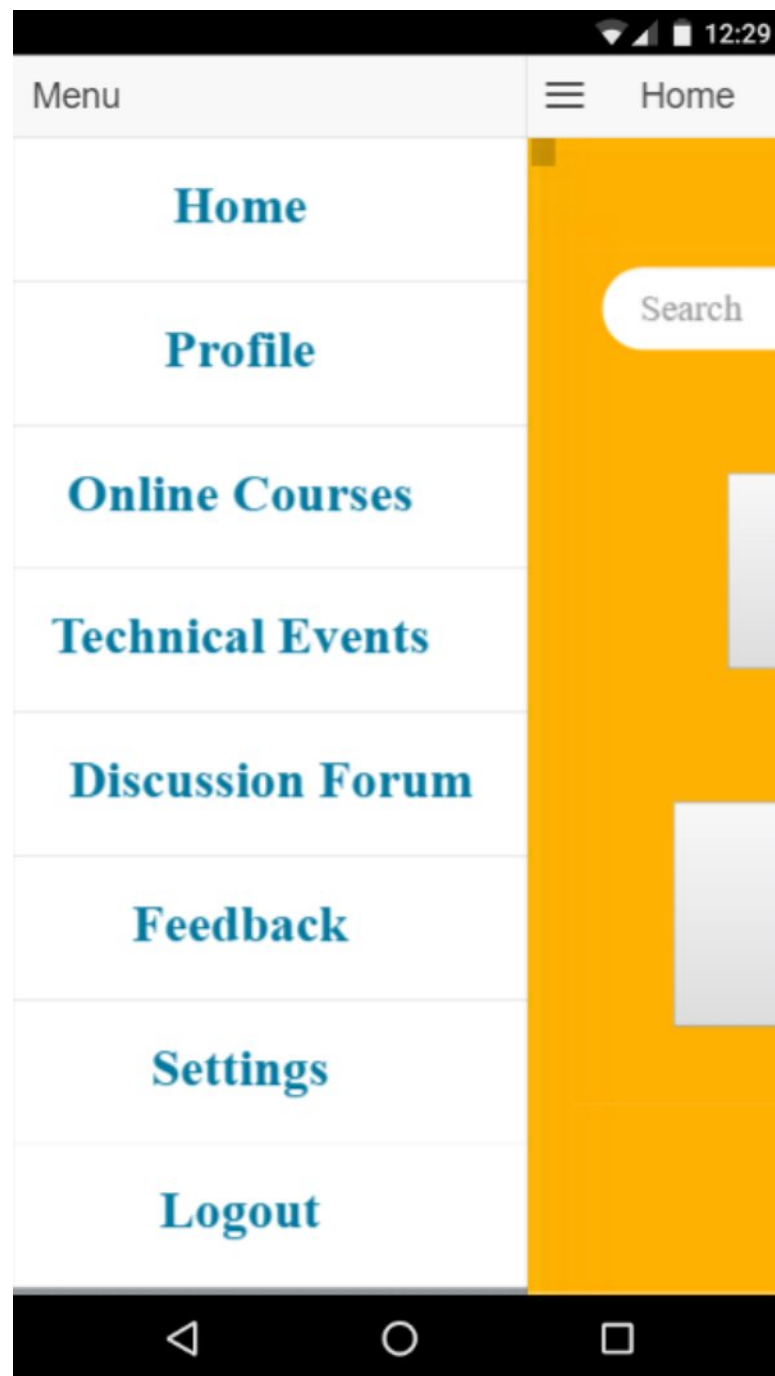 12:29
Menu
Home
Search
Home
Profile
Online Courses
Technical Events
Discussion Forum
Feedback
Settings
Logout